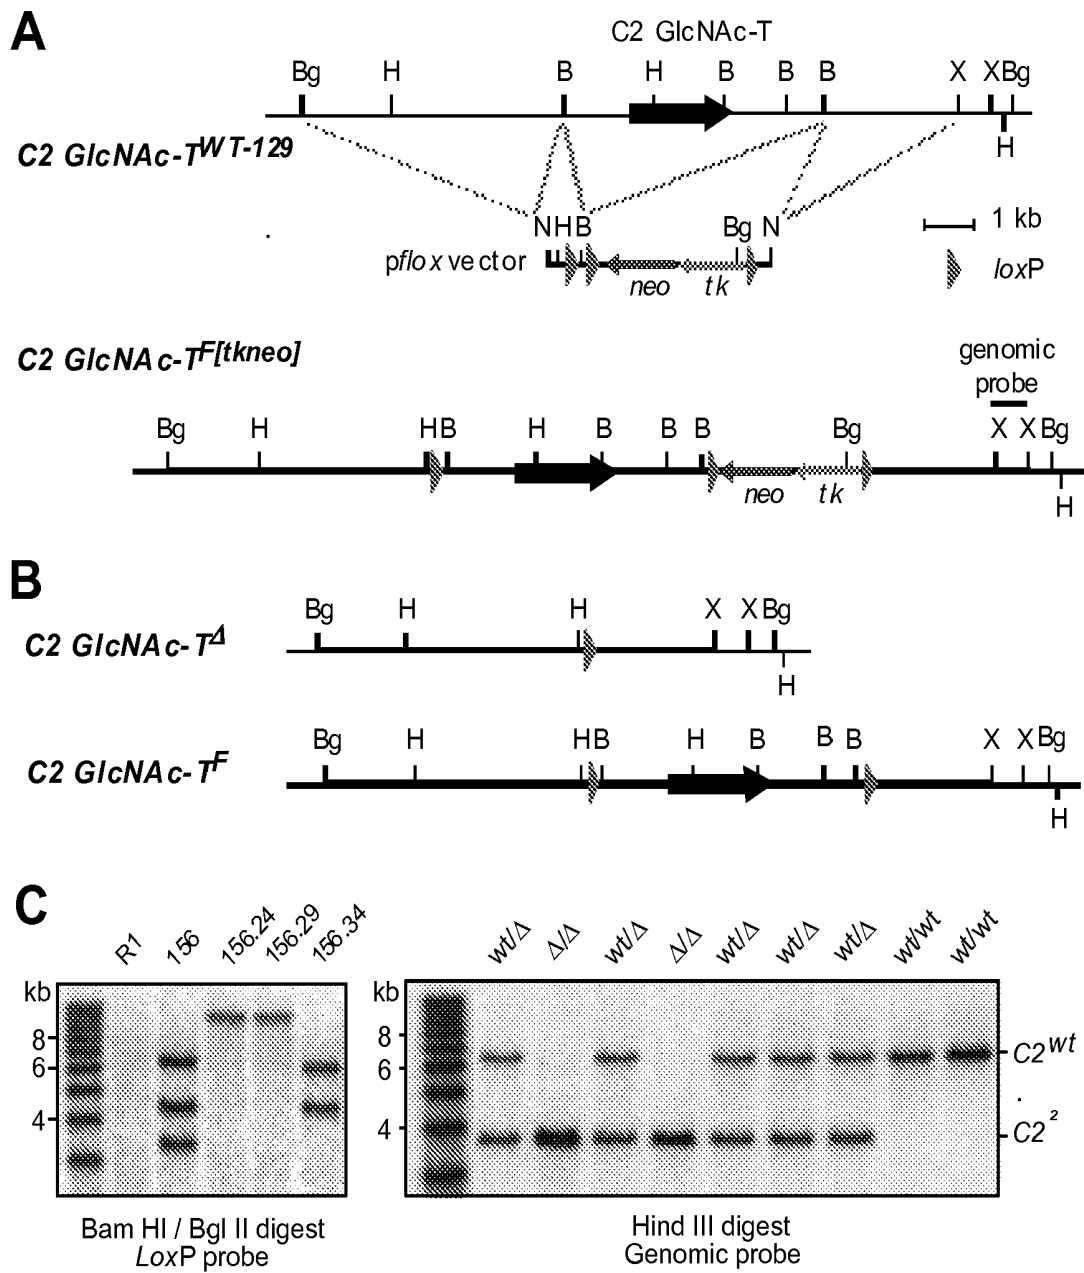 A
C2 GlcNAc-T
Bg H B H B B B X X Bg
H
C2 GlcNAc-T WT-129
N H B Bg N
1 kb
pflox vector
neo tk
loxP
C2 GlcNAc-T F[tkneo]
genomic
probe
Bg H H B H B B B Bg X X Bg
neo tk
H
B
Bg H H X X Bg
C2 GlcNAc-T Δ
H
Bg H H B H B B B X X Bg
C2 GlcNAc-T F
H
C
R1 156 156.24 156.29 156.34
wt/Δ Δ/Δ wt/Δ Δ/Δ wt/Δ wt/Δ wt/Δ wt/wt wt/wt
kb
8
6
4
kb
8
6
4
C2 wt
C2 ²
Bam HI / Bgl II digest
LoxP probe
Hind III digest
Genomic probe